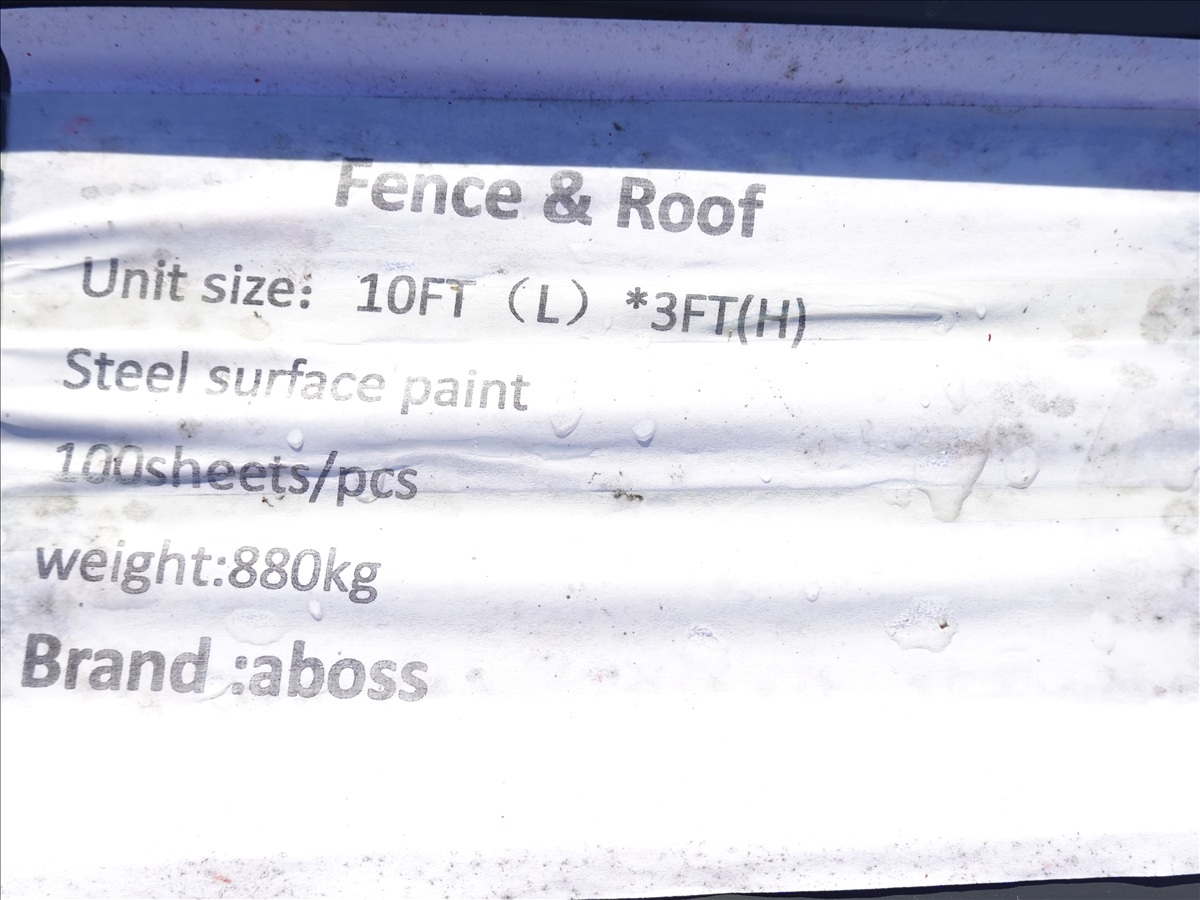 Fence & Roof
Unit size: 10FT（L） *3FT(H)
Steel surface paint
100sheets/pcs
weight:880kg
Brand :aboss